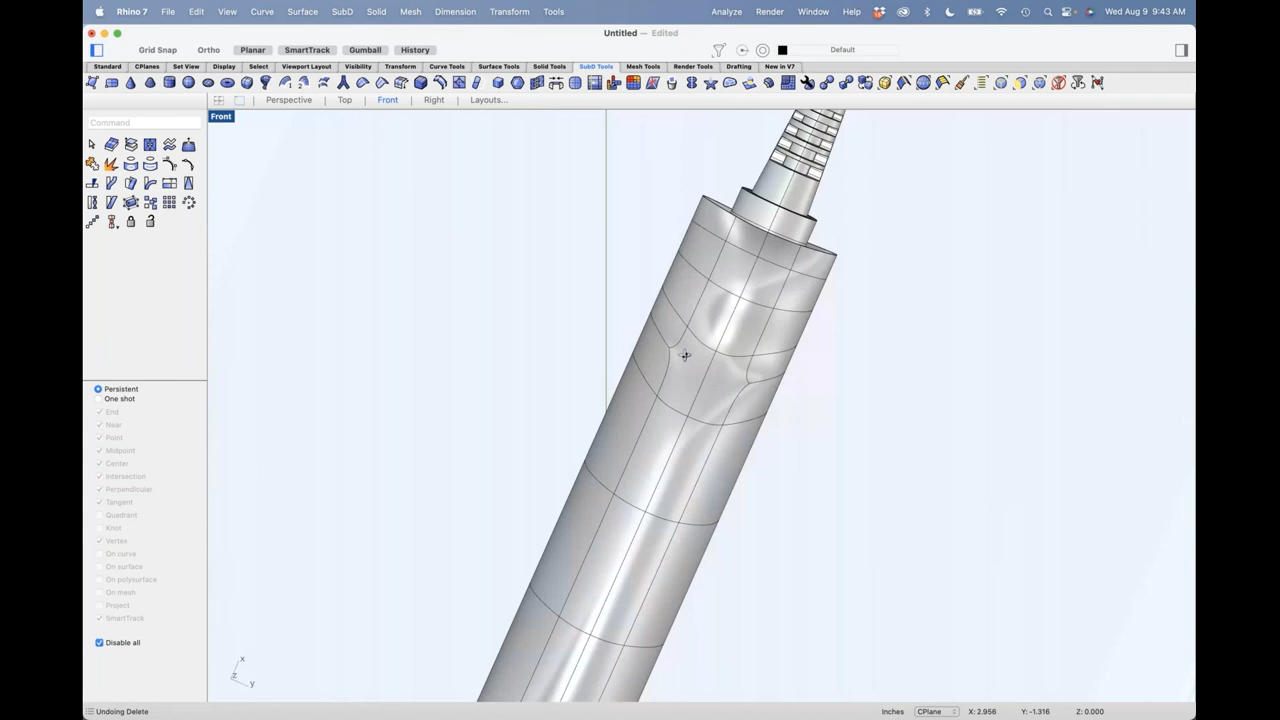 Rhino 7 File Edit View Curve Surface SubD Solid Mesh Dimension Transform Tools Analyze Render Window Help Wed Aug 9 9:43 AM
Untitled — Edited
Grid Snap Ortho Planar SmartTrack Gumball History Default
Standard CPlanes Set View Display Select Viewport Layout Visibility Transform Curve Tools Surface Tools Solid Tools SubD Tools Mesh Tools Render Tools Drafting New in V7
Perspective Top Front Right Layouts...
Front
Command
Persistent
One shot
End
Near
Point
Midpoint
Center
Intersection
Perpendicular
Tangent
Quadrant
Knot
Vertex
On curve
On surface
On polysurface
On mesh
Project
SmartTrack
Disable all
x
z
y
Undoing Delete Inches CPlane X: 2.956 Y: -1.316 Z: 0.000